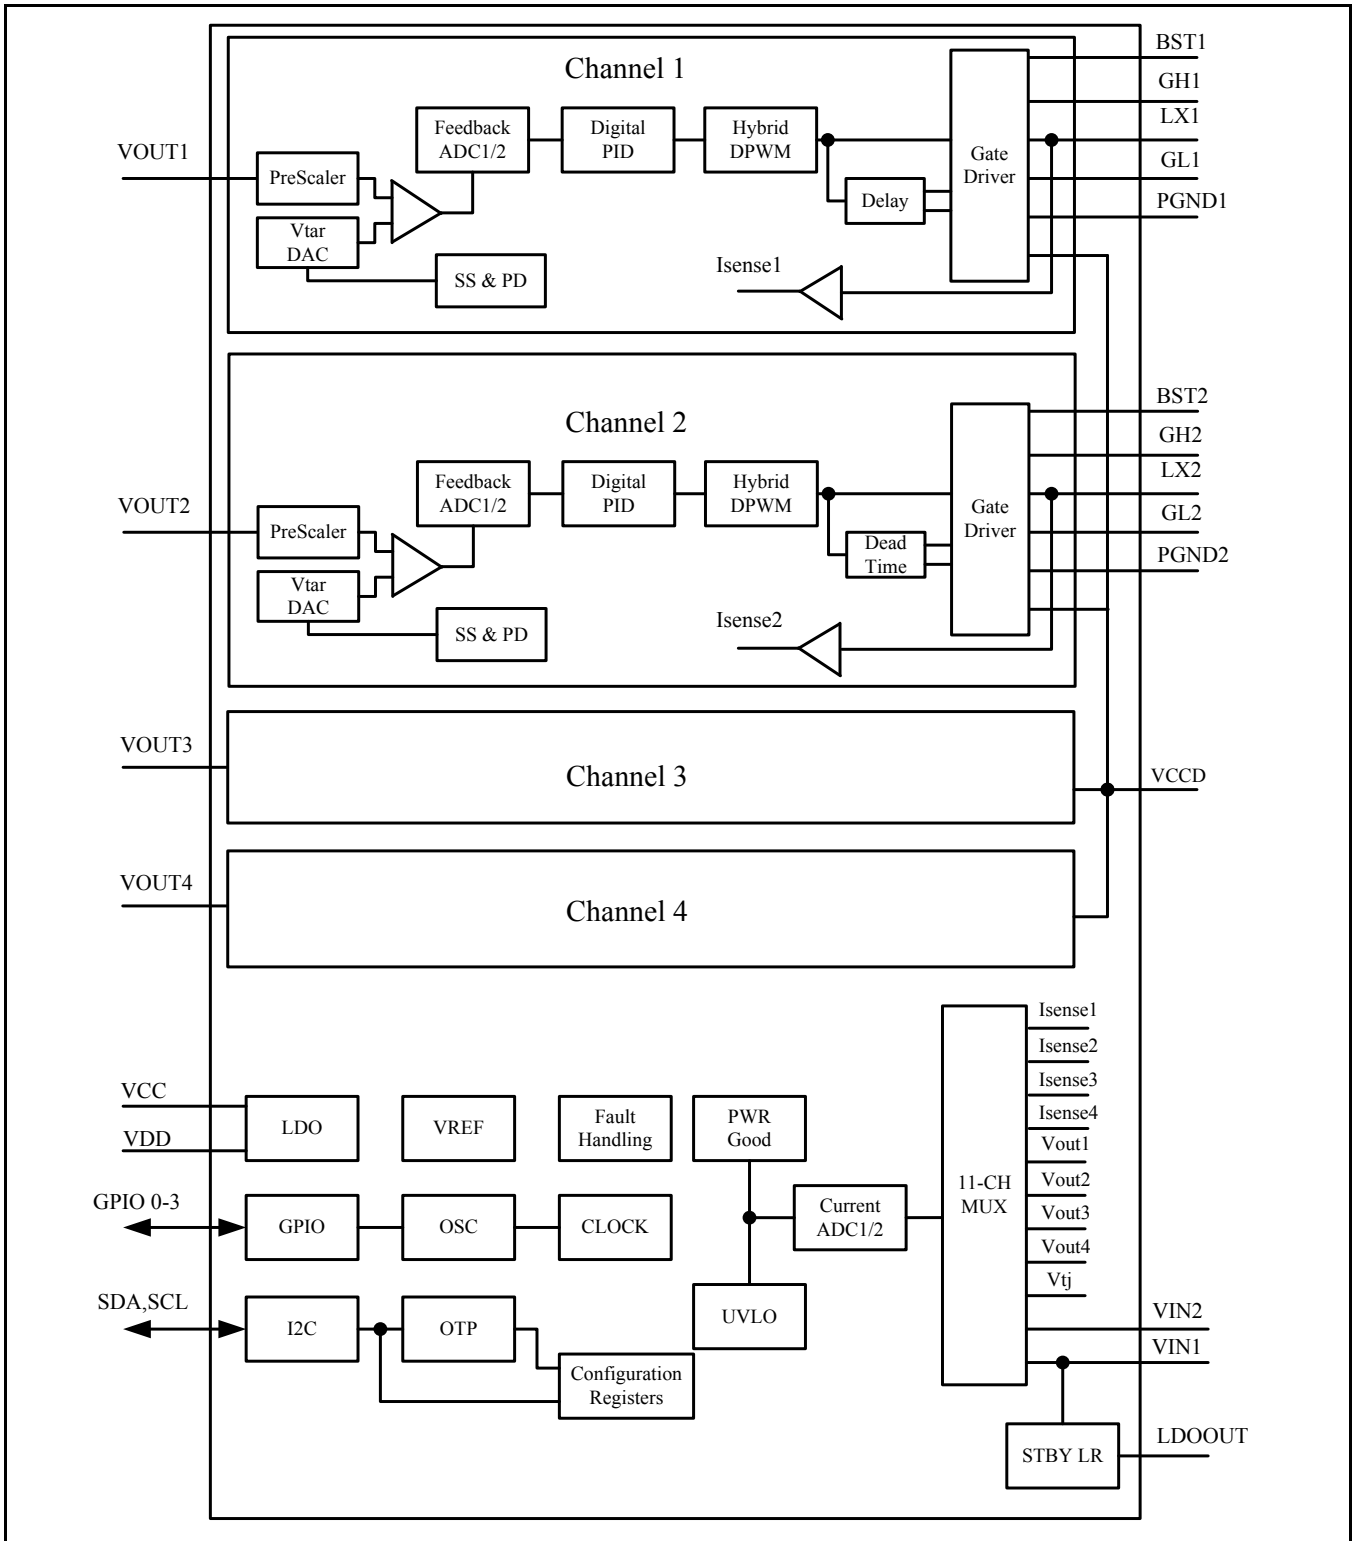 Channel 1
BST1
GH1
LX1
GL1
PGND1
VOUT1
PreScaler
Vtar
DAC
Feedback
ADC1/2
Digital
PID
Hybrid
DPWM
Delay
Gate
Driver
SS & PD
Isense1
Channel 2
BST2
GH2
LX2
GL2
PGND2
VOUT2
PreScaler
Vtar
DAC
Feedback
ADC1/2
Digital
PID
Hybrid
DPWM
Dead
Time
Gate
Driver
SS & PD
Isense2
VOUT3
Channel 3
VCCD
VOUT4
Channel 4
VCC
VDD
LDO
VREF
Fault
Handling
PWR
Good
GPIO 0-3
GPIO
OSC
CLOCK
Current
ADC1/2
SDA,SCL
I2C
OTP
UVLO
Configuration
Registers
11-CH
MUX
Isense1
Isense2
Isense3
Isense4
Vout1
Vout2
Vout3
Vout4
Vtj
VIN2
VIN1
STBY LR
LDOOUT